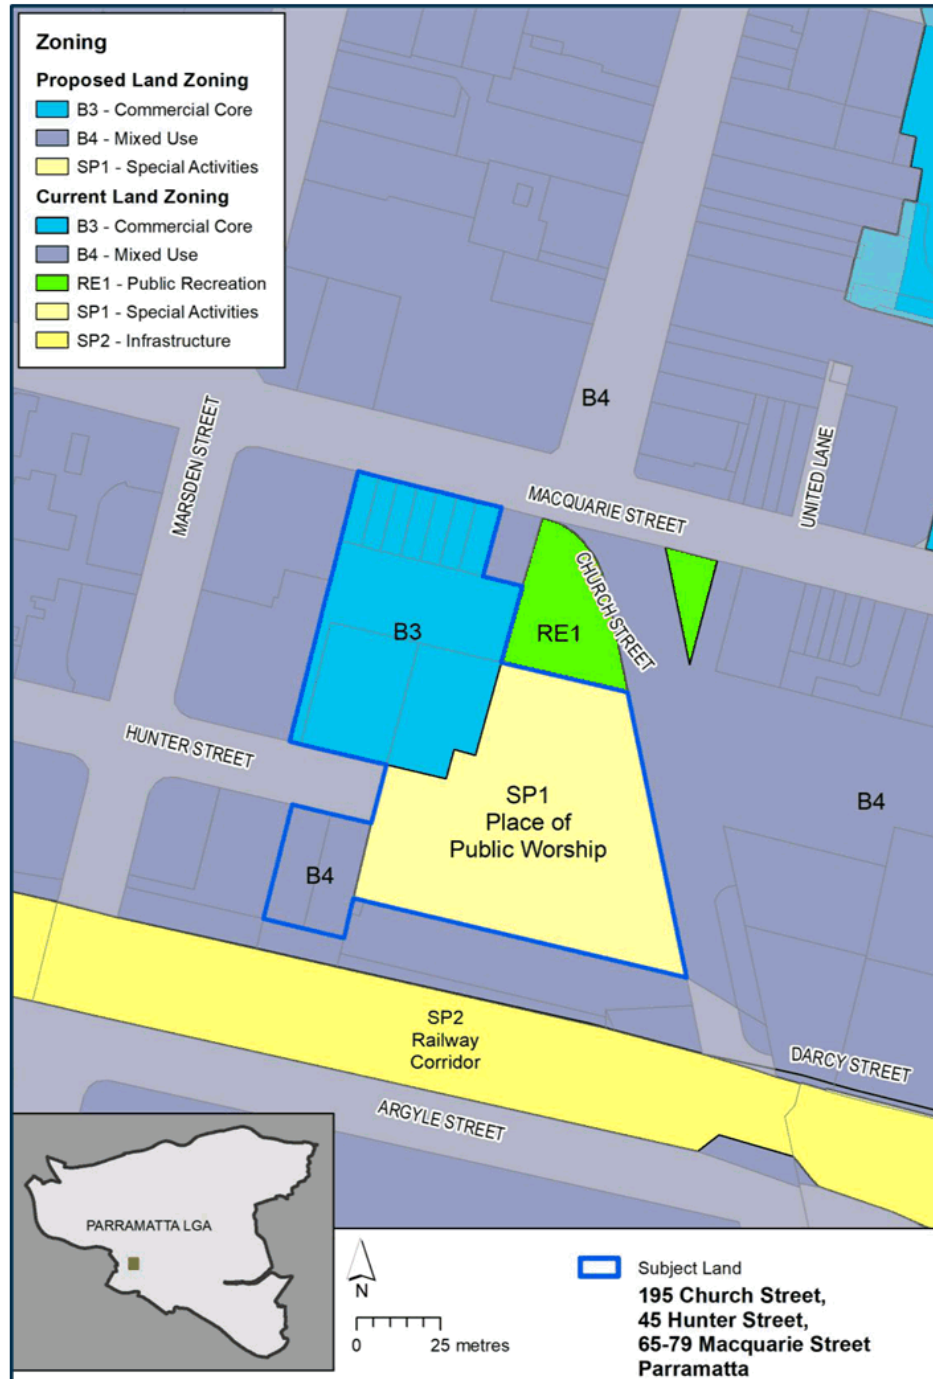 Zoning
Proposed Land Zoning
B3 - Commercial Core
B4 - Mixed Use
SP1 - Special Activities
Current Land Zoning
B3 - Commercial Core
B4 - Mixed Use
RE1 - Public Recreation
SP1 - Special Activities
SP2 - Infrastructure
B4
MARSDEN STREET
UNITED LANE
MACQUARIE STREET
CHURCH STREET
B3
RE1
HUNTER STREET
SP1
Place of
Public Worship
B4
B4
SP2
Railway
Corridor
DARCY STREET
ARGYLE STREET
PARRAMATTA LGA
N
0 25 metres
Subject Land
195 Church Street,
45 Hunter Street,
65-79 Macquarie Street
Parramatta